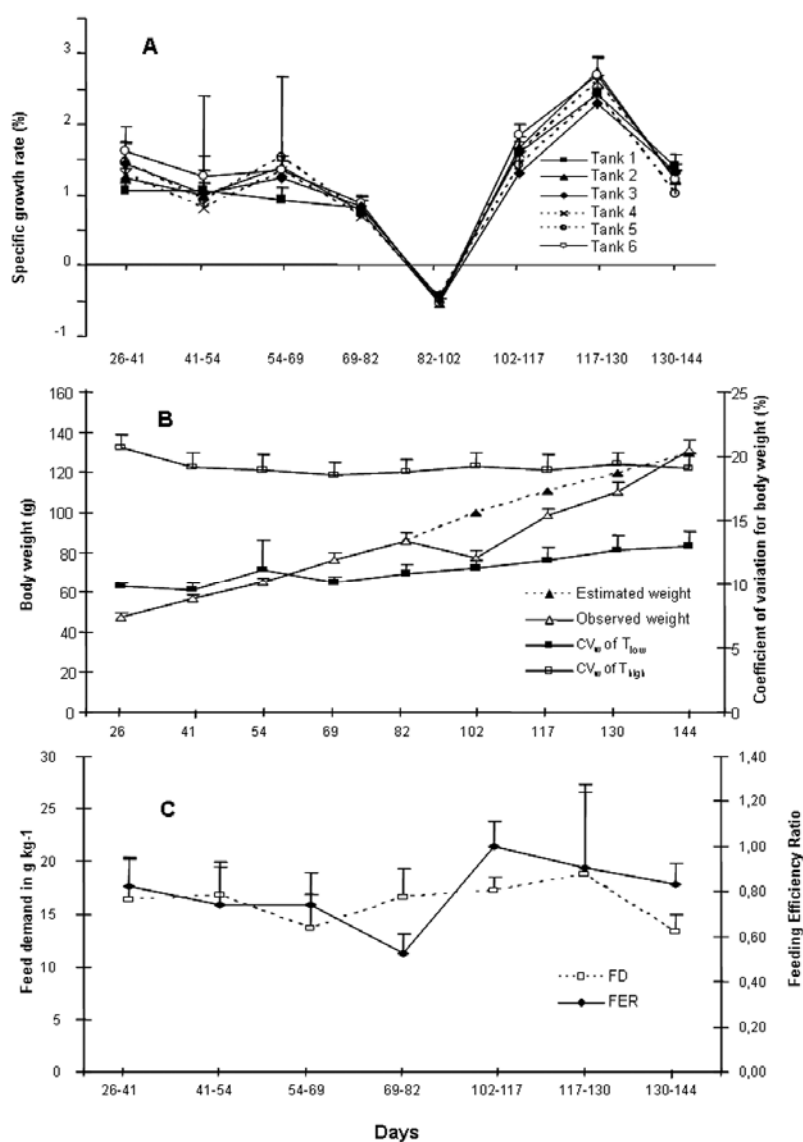 A
Specific growth rate (%)
3
2
1
0
-1
Tank 1
Tank 2
Tank 3
Tank 4
Tank 5
Tank 6
26-41 41-54 54-69 69-82 82-102 102-117 117-130 130-144
B
Body weight (g)
160
140
120
100
80
60
40
20
0
Coefficient of variation for body weight (%)
25
20
15
10
5
0
Estimated weight
Observed weight
CVw of Tlow
CVw of Thigh
26 41 54 69 82 102 117 130 144
C
Feed demand in g kg-1
30
25
20
15
10
5
0
Feeding Efficiency Ratio
1,40
1,20
1,00
0,80
0,60
0,40
0,20
0,00
FD
FER
26-41 41-54 54-69 69-82 102-117 117-130 130-144
Days